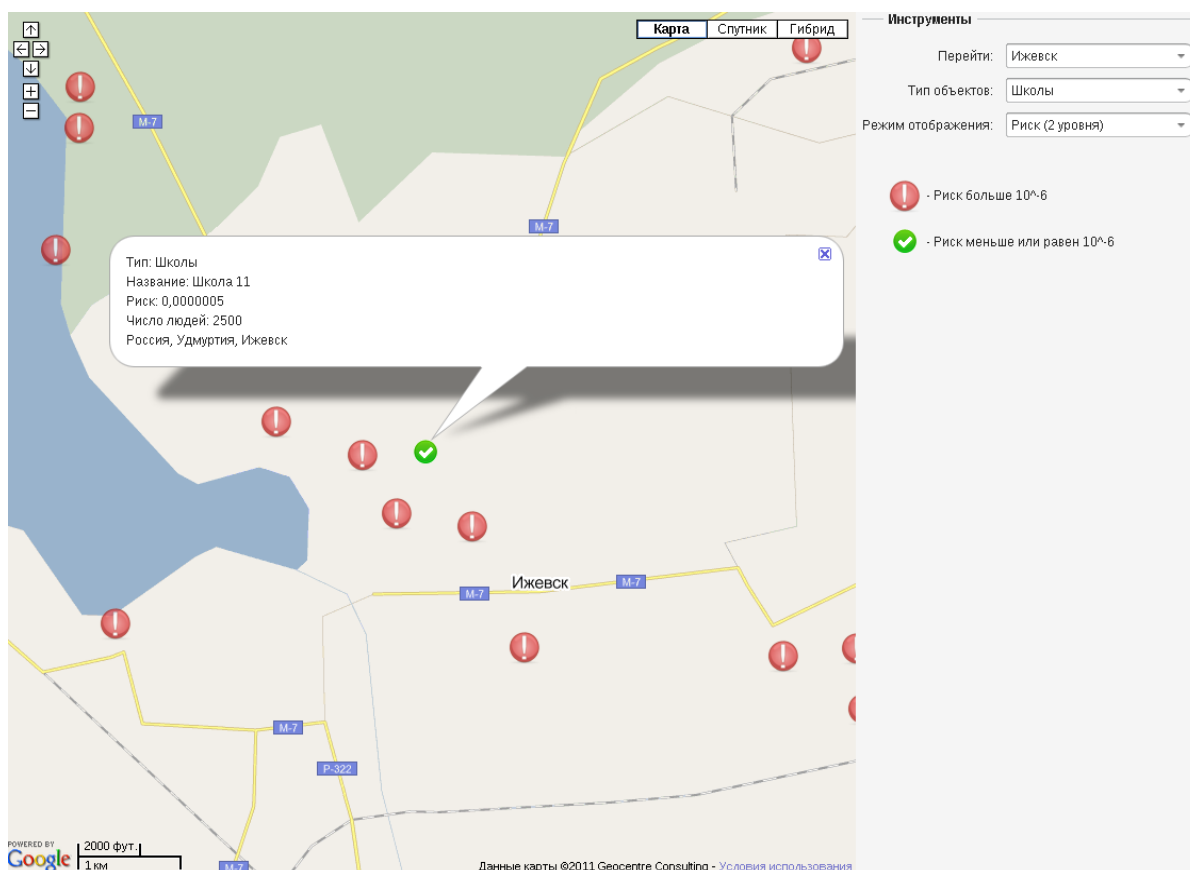 Карта
Спутник
Гибрид
Инструменты
Перейти: Ижевск
Тип объектов: Школы
Режим отображения: Риск (2 уровня)
- Риск больше 10^-6
- Риск меньше или равен 10^-6
M-7
M-7
Тип: Школы
Название: Школа 11
Риск: 0,0000005
Число людей: 2500
Россия, Удмуртия, Ижевск
Ижевск
M-7
M-7
M-7
P-322
M-7
POWERED BY
Google
2000 фут.
1 км
Данные карты ©2011 Geocentre Consulting - Условия использования